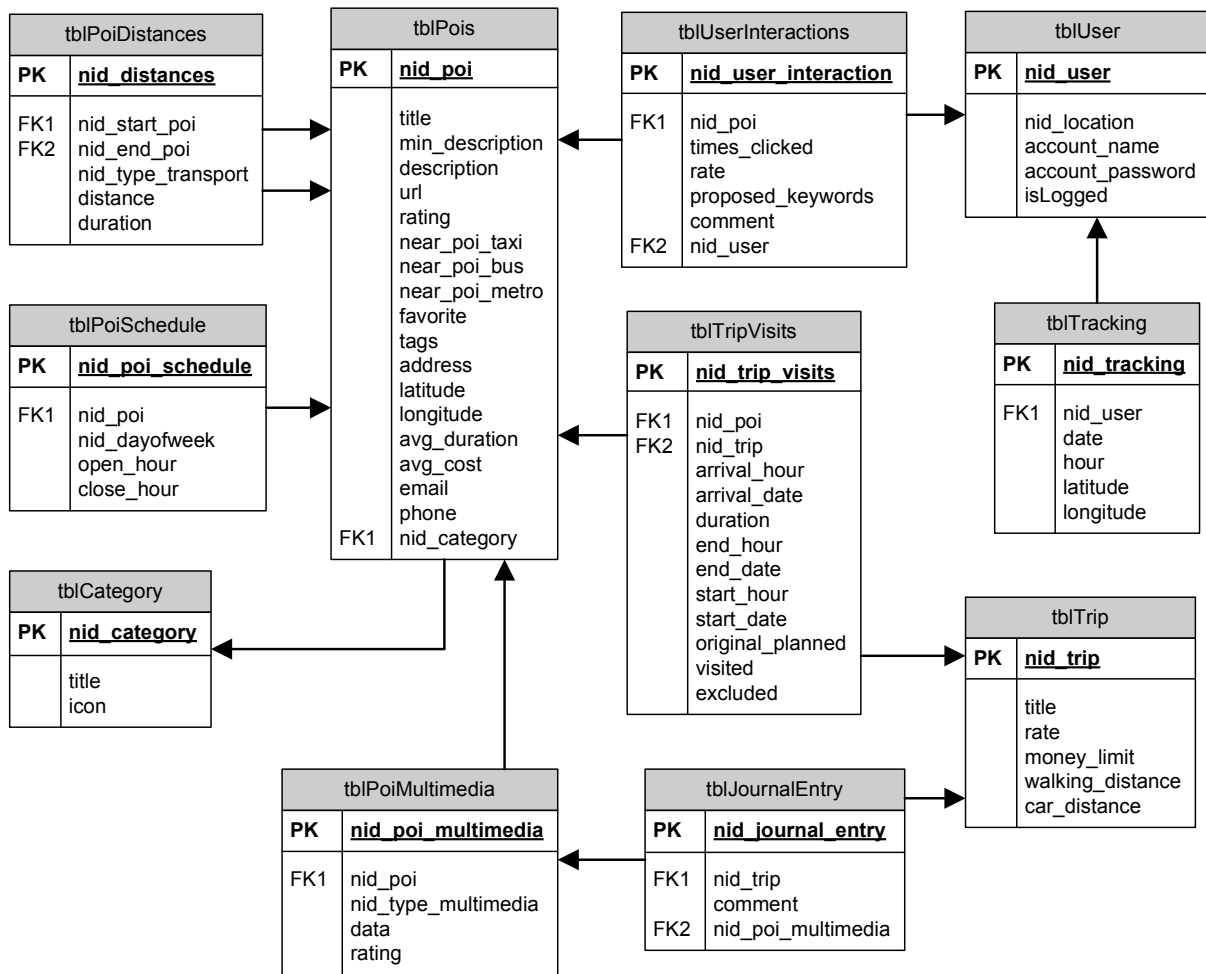 tblPoiDistances
PK nid_distances
FK1 nid_start_poi
FK2 nid_end_poi
nid_type_transport
distance
duration
tblPois
PK nid_poi
title
min_description
description
url
rating
near_poi_taxi
near_poi_bus
near_poi_metro
favorite
tags
address
latitude
longitude
avg_duration
avg_cost
email
phone
FK1 nid_category
tblUserInteractions
PK nid_user_interaction
FK1 nid_poi
times_clicked
rate
proposed_keywords
comment
FK2 nid_user
tblUser
PK nid_user
nid_location
account_name
account_password
isLogged
tblPoiSchedule
PK nid_poi_schedule
FK1 nid_poi
nid_dayofweek
open_hour
close_hour
tblTripVisits
PK nid_trip_visits
FK1 nid_poi
FK2 nid_trip
arrival_hour
arrival_date
duration
end_hour
end_date
start_hour
start_date
original_planned
visited
excluded
tblTracking
PK nid_tracking
FK1 nid_user
date
hour
latitude
longitude
tblCategory
PK nid_category
title
icon
tblTrip
PK nid_trip
title
rate
money_limit
walking_distance
car_distance
tblPoiMultimedia
PK nid_poi_multimedia
FK1 nid_poi
nid_type_multimedia
data
rating
tblJournalEntry
PK nid_journal_entry
FK1 nid_trip
comment
FK2 nid_poi_multimedia